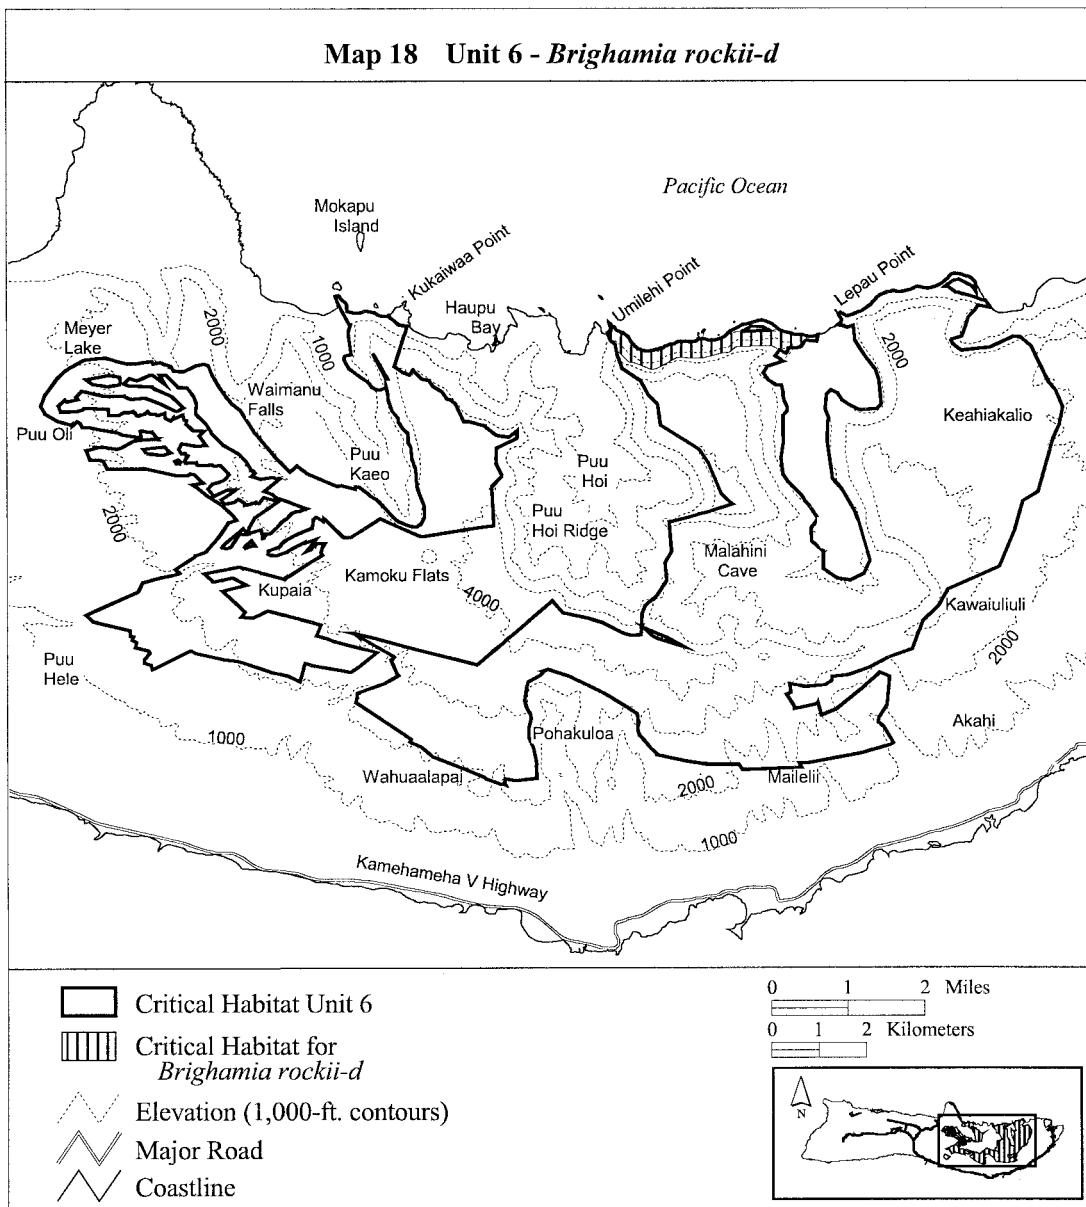 Map 18 Unit 6 - Brighamia rockii-d
Pacific Ocean
Mokapu
Island
Kukaiwaa Point
Haupu
Bay
Umilehi Point
Lepau Point
Meyer
Lake
2000
1000
2000
Waimanu
Falls
Keahiakalio
Puu Oli
Puu
Kaeo
Puu
Hoi
2000
Puu
Hoi Ridge
Malahini
Cave
Kupaia
Kamoku Flats
4000
Kawaiuliuli
2000
Puu
Hele
1000
Pohakuloa
Akahi
Wahuaalapai
2000
Mailelii
1000
Kamehameha V Highway
Critical Habitat Unit 6
Critical Habitat for
Brighamia rockii-d
Elevation (1,000-ft. contours)
Major Road
Coastline
0 1 2 Miles
0 1 2 Kilometers
N